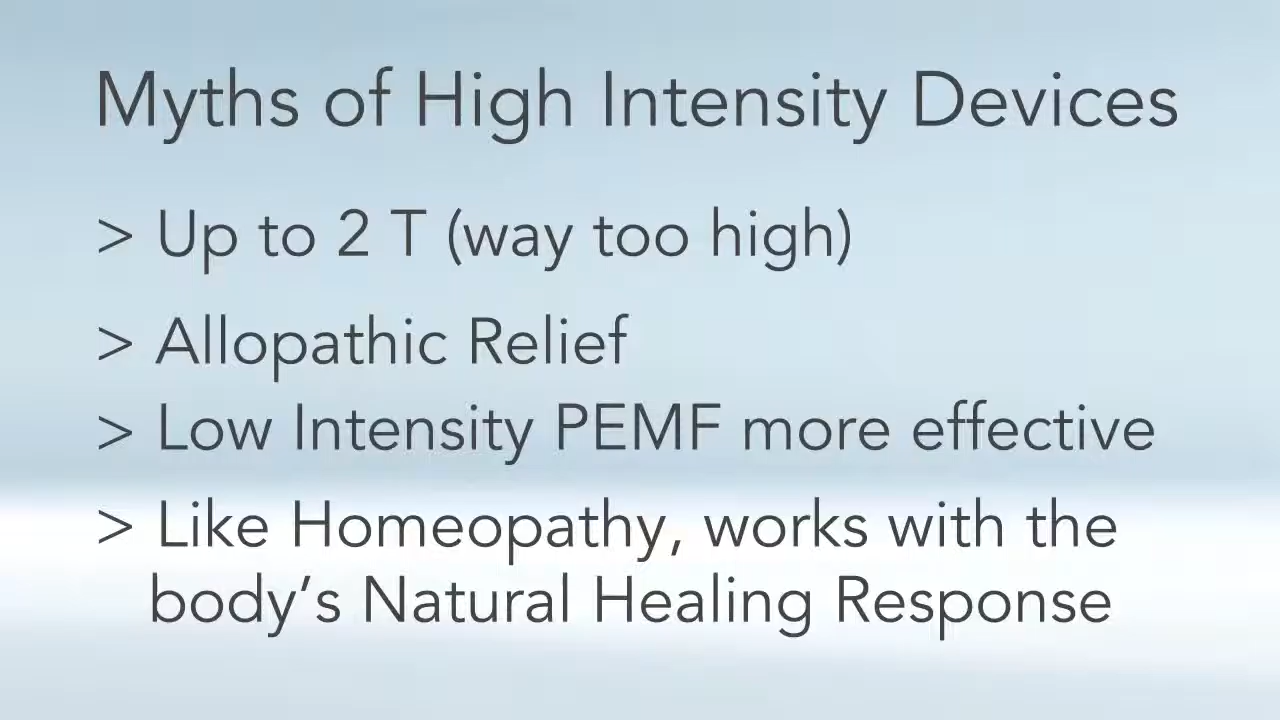 Myths of High Intensity Devices
> Up to 2 T (way too high)
> Allopathic Relief
> Low Intensity PEMF more effective
> Like Homeopathy, works with the
body’s Natural Healing Response